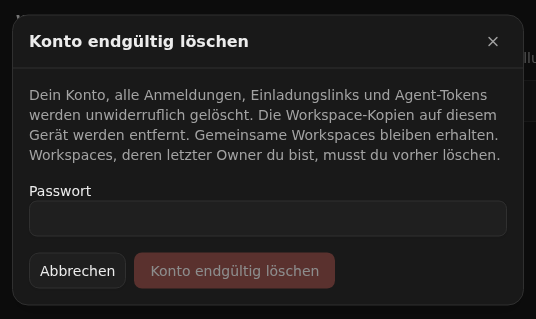 Konto endgültig löschen
Dein Konto, alle Anmeldungen, Einladungslinks und Agent-Tokens
werden unwiderruflich gelöscht. Die Workspace-Kopien auf diesem
Gerät werden entfernt. Gemeinsame Workspaces bleiben erhalten.
Workspaces, deren letzter Owner du bist, musst du vorher löschen.
Passwort
Abbrechen Konto endgültig löschen